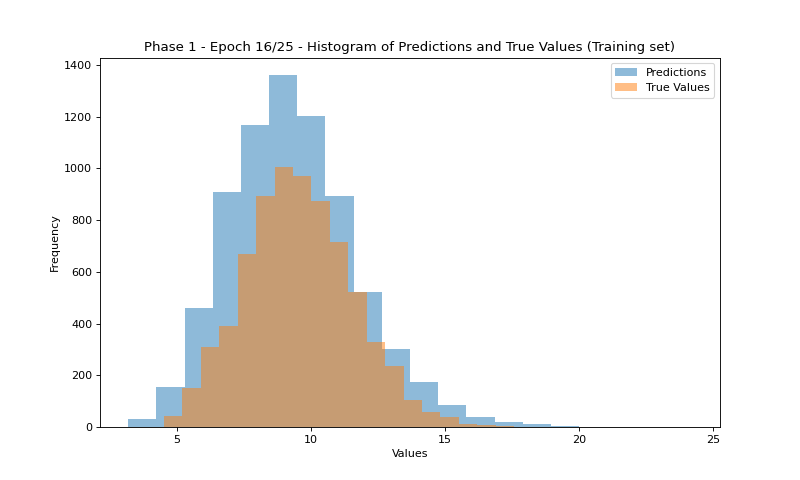 Phase 1 - Epoch 16/25 - Histogram of Predictions and True Values (Training set)
Predictions
True Values
1400
1200
1000
800
600
400
200
0
Frequency
5
10
15
20
25
Values